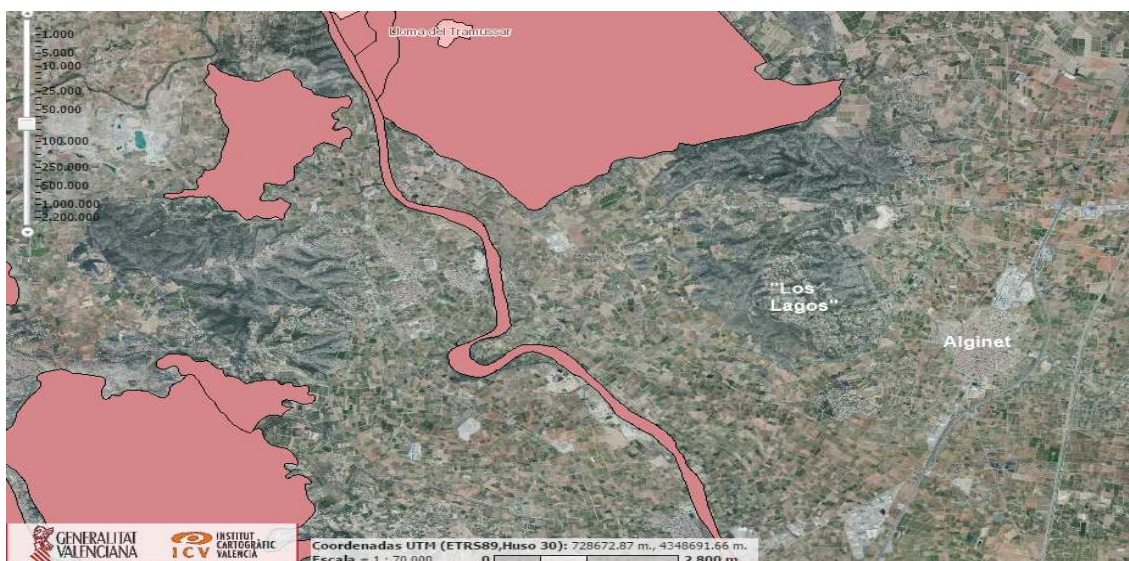 Lloma del Tramussar
1.000
5.000
10.000
25.000
50.000
100.000
250.000
500.000
1.000.000
2.200.000
"Los
Lagos"
Alginet
GENERALITAT
VALENCIANA
ICV
INSTITUT
CARTOGRÀFIC
VALENCIÀ
Coordenadas UTM (ETRS89,Huso 30): 728672.87 m., 4348691.66 m.
Escala = 1 : 70.000
0
2.800 m